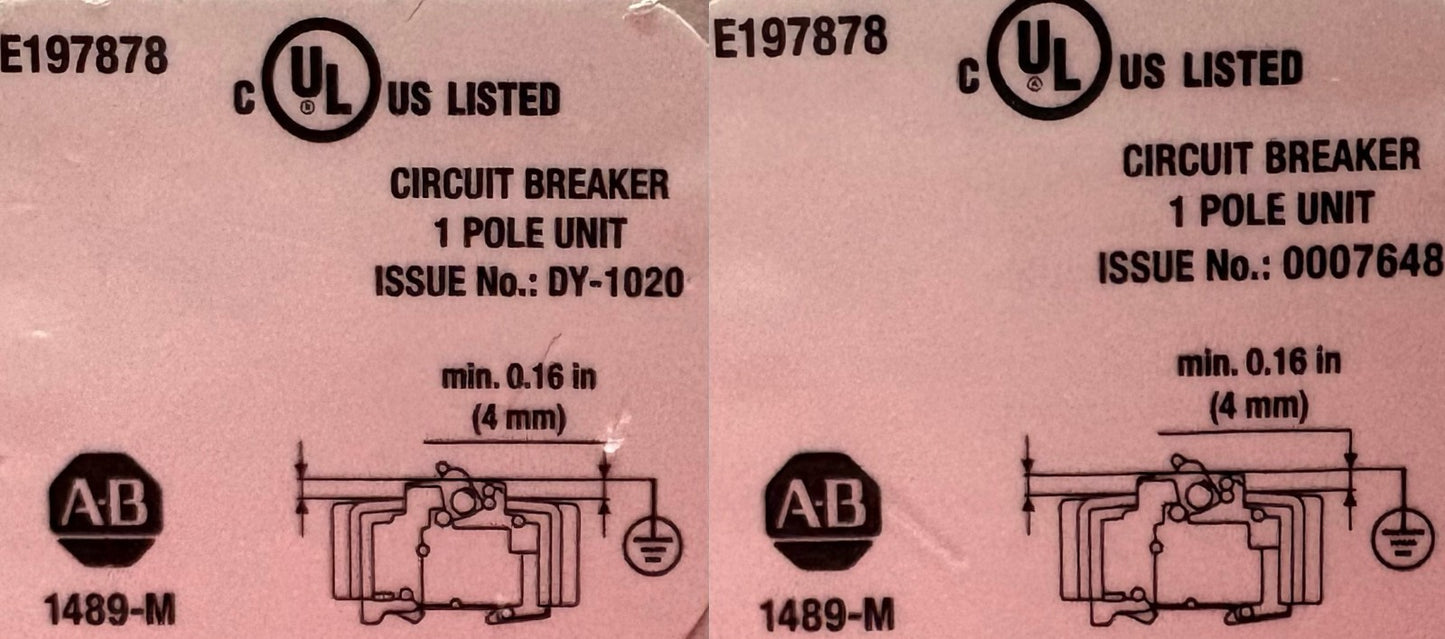 E197878
C UL US LISTED
CIRCUIT BREAKER
1 POLE UNIT
ISSUE No.: DY-1020
min. 0.16 in
(4 mm)
A-B
1489-M
E197878
C UL US LISTED
CIRCUIT BREAKER
1 POLE UNIT
ISSUE No.: 0007648
min. 0.16 in
(4 mm)
A-B
1489-M